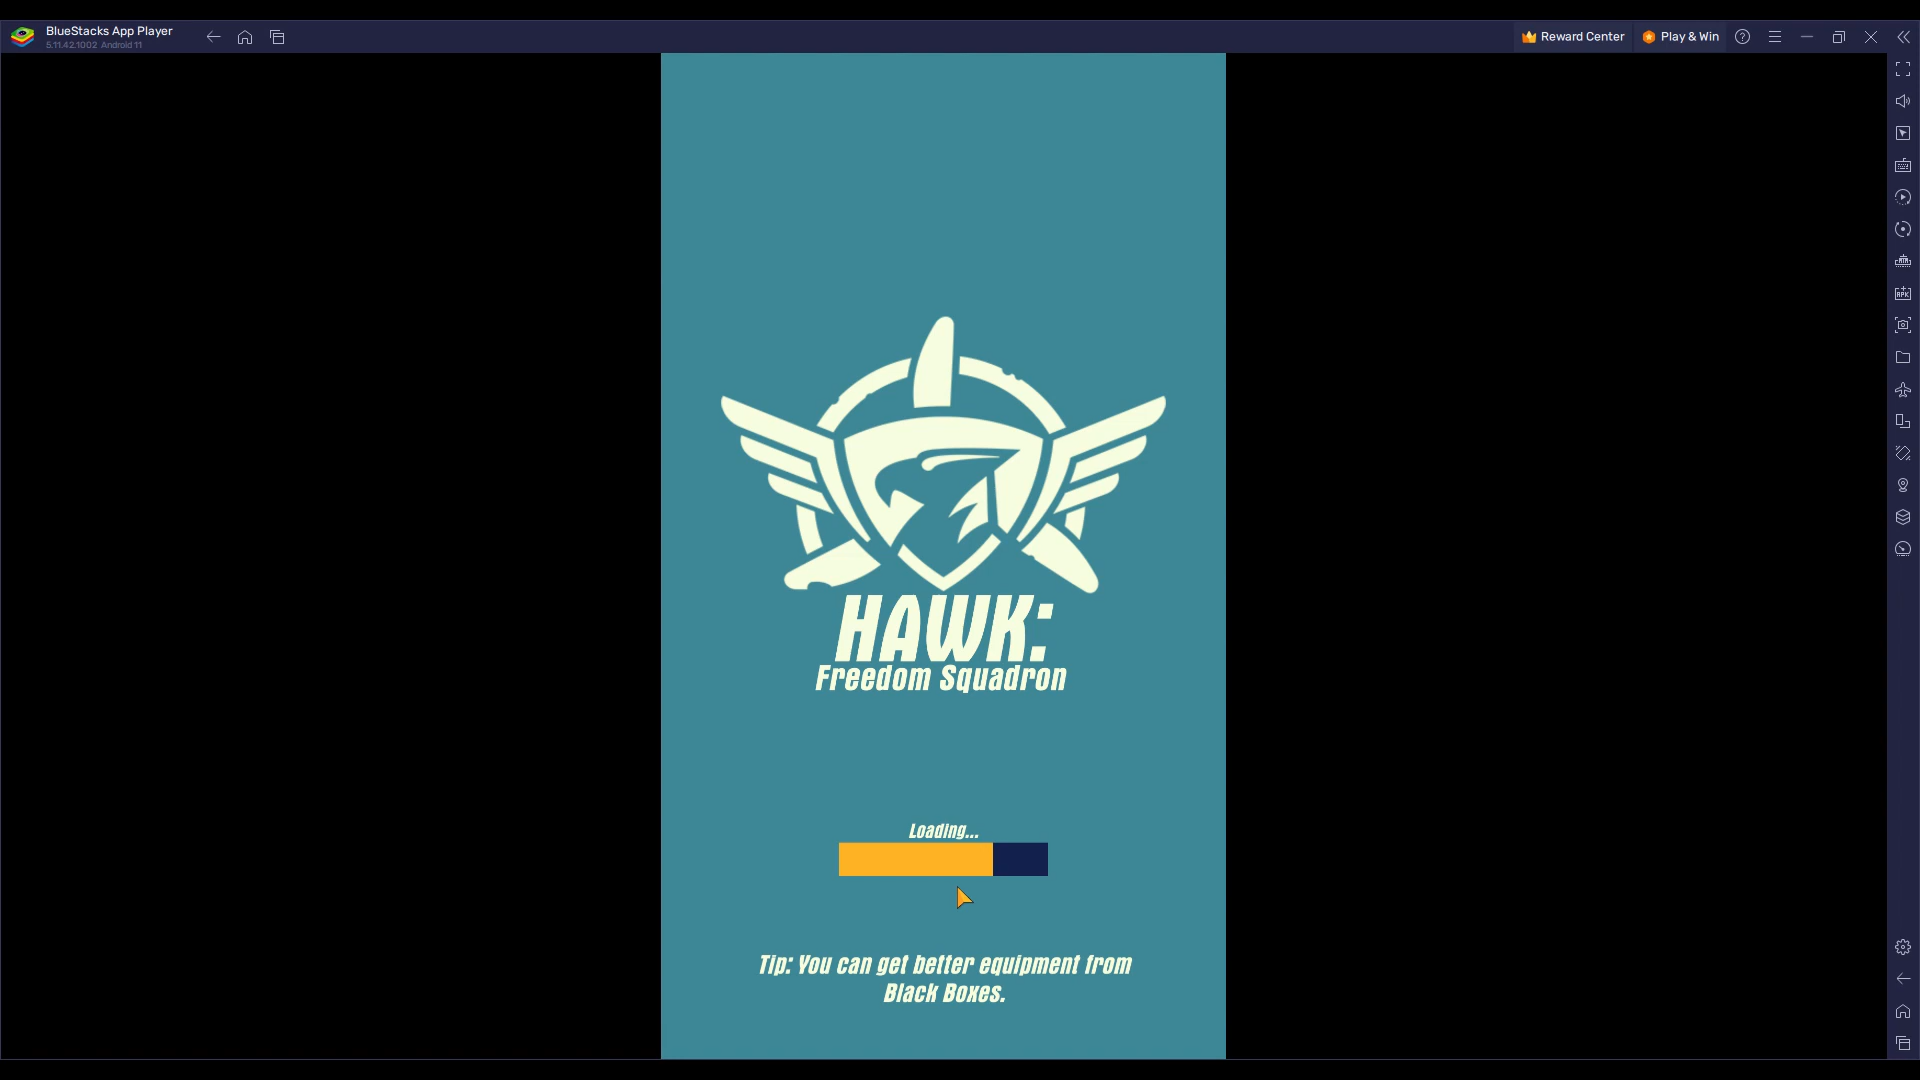 BlueStacks App Player
5.11.42.1002 Android 11
Reward Center
Play & Win
APK
HAWK:
Freedom Squadron
Loading...
Tip: You can get better equipment from
Black Boxes.